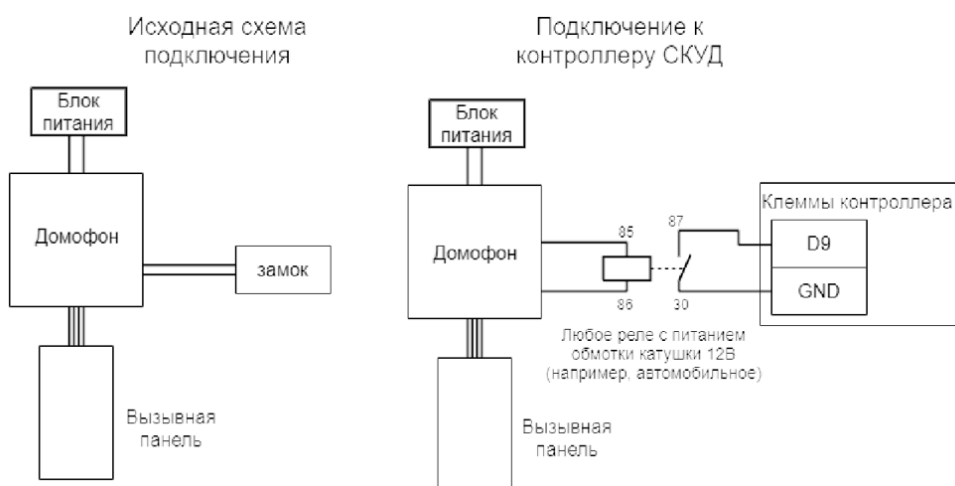 Исходная схема
подключения
Блок
питания
Домофон
замок
Вызывная
панель
Подключение к
контроллеру СКУД
Блок
питания
Домофон
85
86
87
30
Клеммы контроллера
D9
GND
Любое реле с питанием
обмотки катушки 12В
(например, автомобильное)
Вызывная
панель